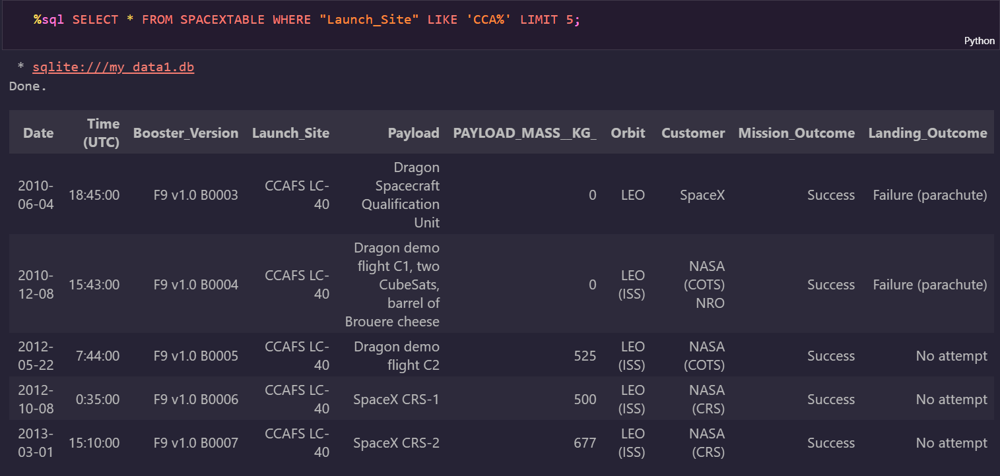 %sql SELECT * FROM SPACEXTABLE WHERE "Launch_Site" LIKE 'CCA%' LIMIT 5;
Python
* sqlite:///my_data1.db
Done.
Date Time (UTC) Booster_Version Launch_Site Payload PAYLOAD_MASS__KG_ Orbit Customer Mission_Outcome Landing_Outcome
2010-06-04 18:45:00 F9 v1.0 B0003 CCAFS LC-40 Dragon Spacecraft Qualification Unit 0 LEO SpaceX Success Failure (parachute)
2010-12-08 15:43:00 F9 v1.0 B0004 CCAFS LC-40 Dragon demo flight C1, two CubeSats, barrel of Brouere cheese 0 LEO (ISS) NASA (COTS) NRO Success Failure (parachute)
2012-05-22 7:44:00 F9 v1.0 B0005 CCAFS LC-40 Dragon demo flight C2 525 LEO (ISS) NASA (COTS) Success No attempt
2012-10-08 0:35:00 F9 v1.0 B0006 CCAFS LC-40 SpaceX CRS-1 500 LEO (ISS) NASA (CRS) Success No attempt
2013-03-01 15:10:00 F9 v1.0 B0007 CCAFS LC-40 SpaceX CRS-2 677 LEO (ISS) NASA (CRS) Success No attempt